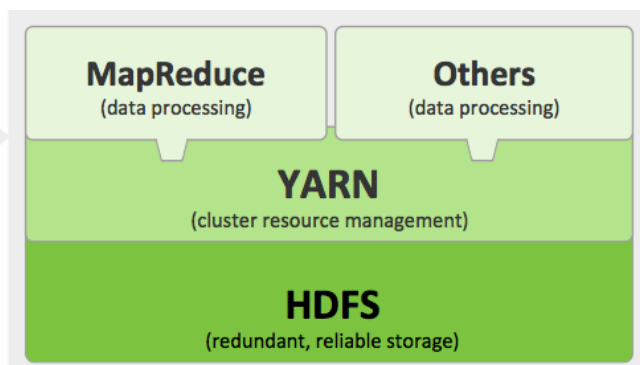 MapReduce
(data processing)
Others
(data processing)
YARN
(cluster resource management)
HDFS
(redundant, reliable storage)